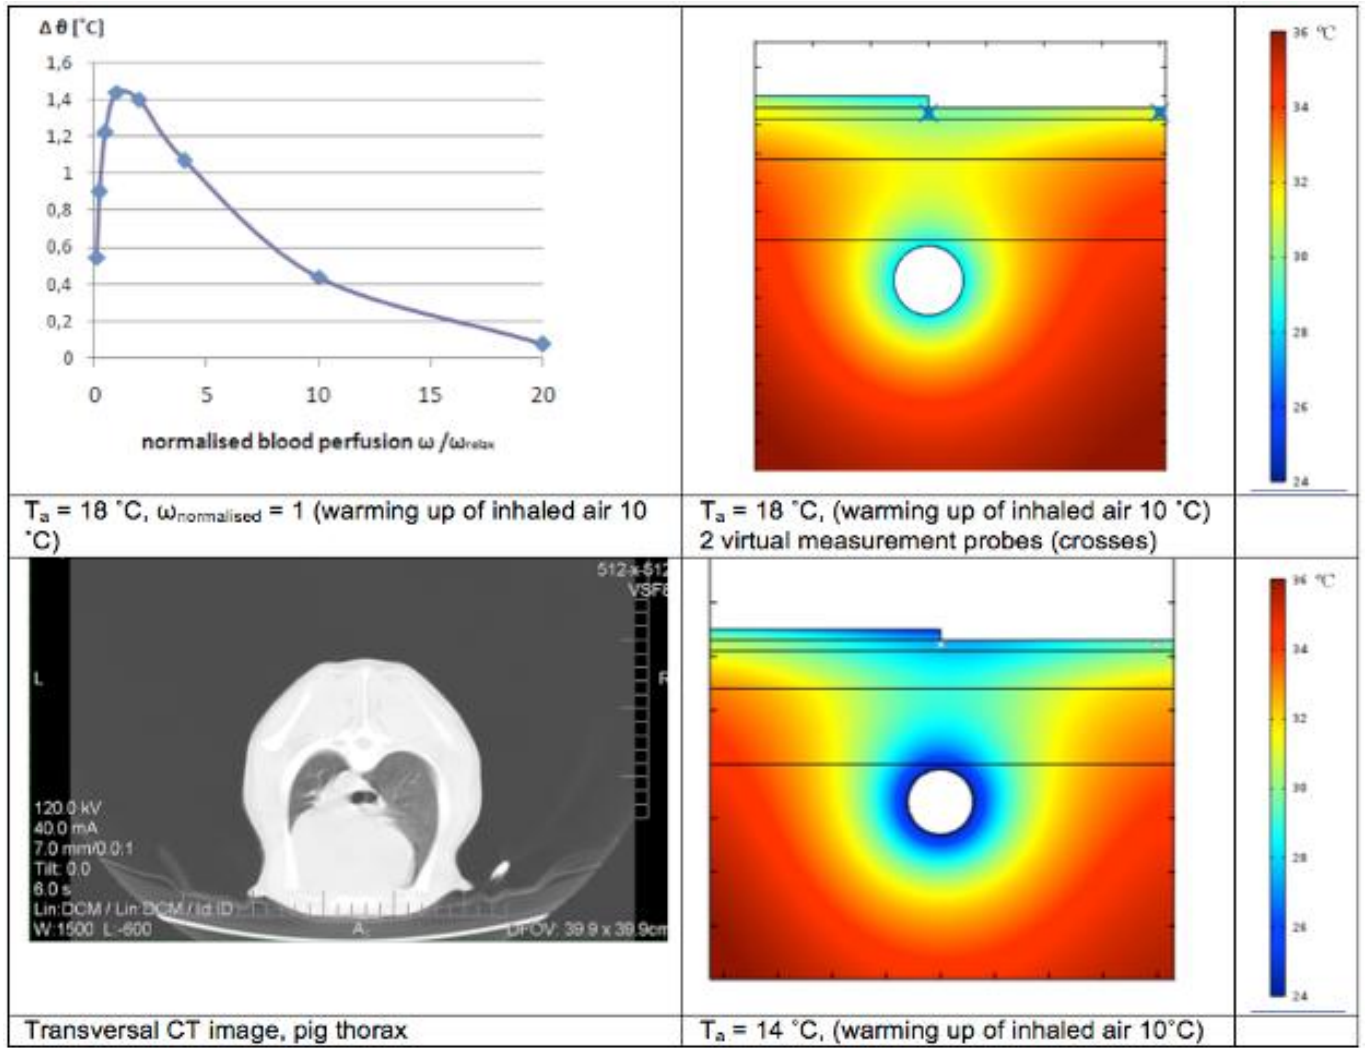 Δ θ [˚C]
1,6
1,4
1,2
1
0,8
0,6
0,4
0,2
0
0 5 10 15 20
normalised blood perfusion ω /ωrelax
36 ºC
34
32
30
28
26
24
Ta = 18 ˚C, ωnormalised = 1 (warming up of inhaled air 10
˚C)
Ta = 18 ˚C, (warming up of inhaled air 10 ˚C)
2 virtual measurement probes (crosses)
512 x 512
VSF8
L
R
120.0 kV
40.0 mA
7.0 mm/0.0:1
Tilt: 0.0
6.0 s
Lin:DCM / Lin:DCM / Id:ID
W:1500 L:-600
A
DFOV: 39.9 x 39.9cm
36 ºC
34
32
30
28
26
24
Transversal CT image, pig thorax
Ta = 14 ˚C, (warming up of inhaled air 10˚C)